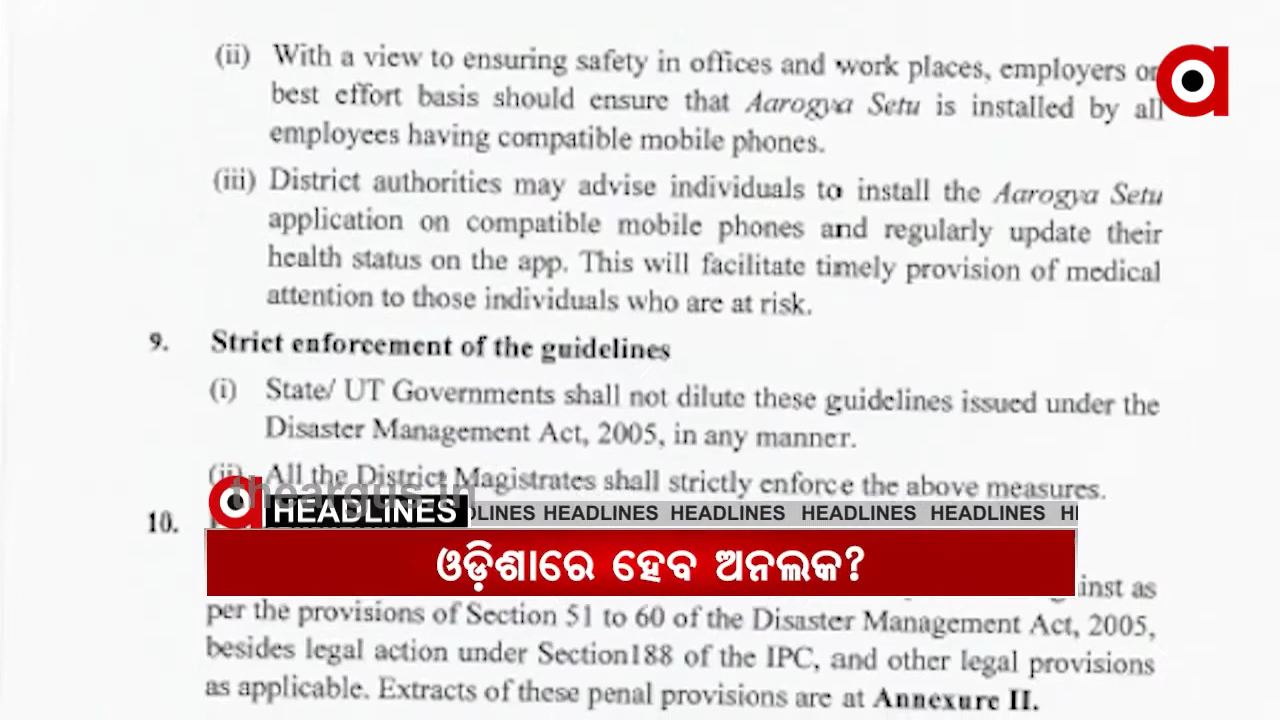 (ii) With a view to ensuring safety in offices and work places, employers on
best effort basis should ensure that Aarogya Setu is installed by all
employees having compatible mobile phones.
(iii) District authorities may advise individuals to install the Aarogya Setu
application on compatible mobile phones and regularly update their
health status on the app. This will facilitate timely provision of medical
attention to those individuals who are at risk.
9. Strict enforcement of the guidelines
(i) State/ UT Governments shall not dilute these guidelines issued under the
Disaster Management Act, 2005, in any manner.
(ii) All the District Magistrates shall strictly enforce the above measures.
theargus.in
10.
HEADLINES
HEADLINES HEADLINES HEADLINES HEADLINES
ଓଡ଼ିଶାରେ ହେବ ଅନଲକ?
as
per the provisions of Section 51 to 60 of the Disaster Management Act, 2005,
besides legal action under Section188 of the IPC, and other legal provisions
as applicable. Extracts of these penal provisions are at Annexure II.